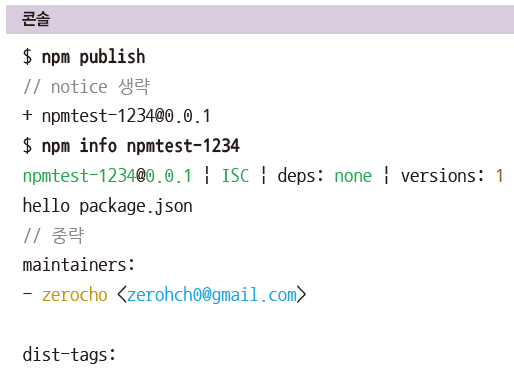 콘솔
$ npm publish
// notice 생략
+ npmtest-1234@0.0.1
$ npm info npmtest-1234
npmtest-1234@0.0.1 ¦ ISC ¦ deps: none ¦ versions: 1
hello package.json
// 중략
maintainers:
- zerocho <zerohch0@gmail.com>
dist-tags: